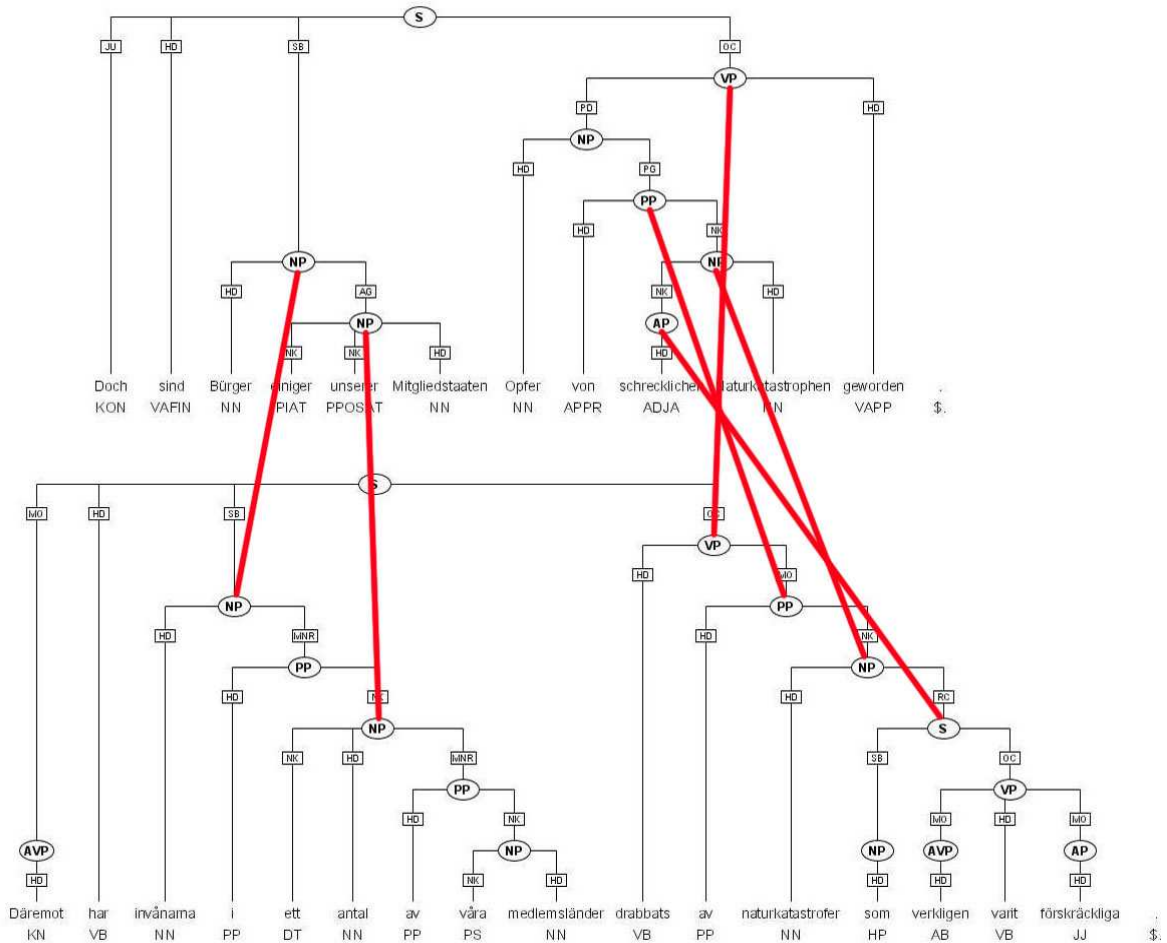 S
JU HD SB OC
VP
PD HD
NP
HD PG
PP
HD NK
NP NP
HD AG NK HD
NP AP
NK NK HD HD
Doch sind Bürger einiger unserer Mitgliedstaaten Opfer von schrecklicher Naturkatastrophen geworden .
KON VAFIN NN PIAT PPOSAT NN NN APPR ADJA NN VAPP $.
S
MO HD SB OC
VP
HD MO
NP PP
HD MNR HD NK
PP NP
HD NK HD RC
NP S
NK HD MNR SB OC
PP VP
HD NK MO HD MO
AVP NP NP AVP AP
HD NK HD HD HD HD
Däremot har invånarna i ett antal av våra medlemsländer drabbats av naturkatastrofer som verkligen varit förskräckliga .
KN VB NN PP DT NN PP PS NN VB PP NN HP AB VB JJ $.